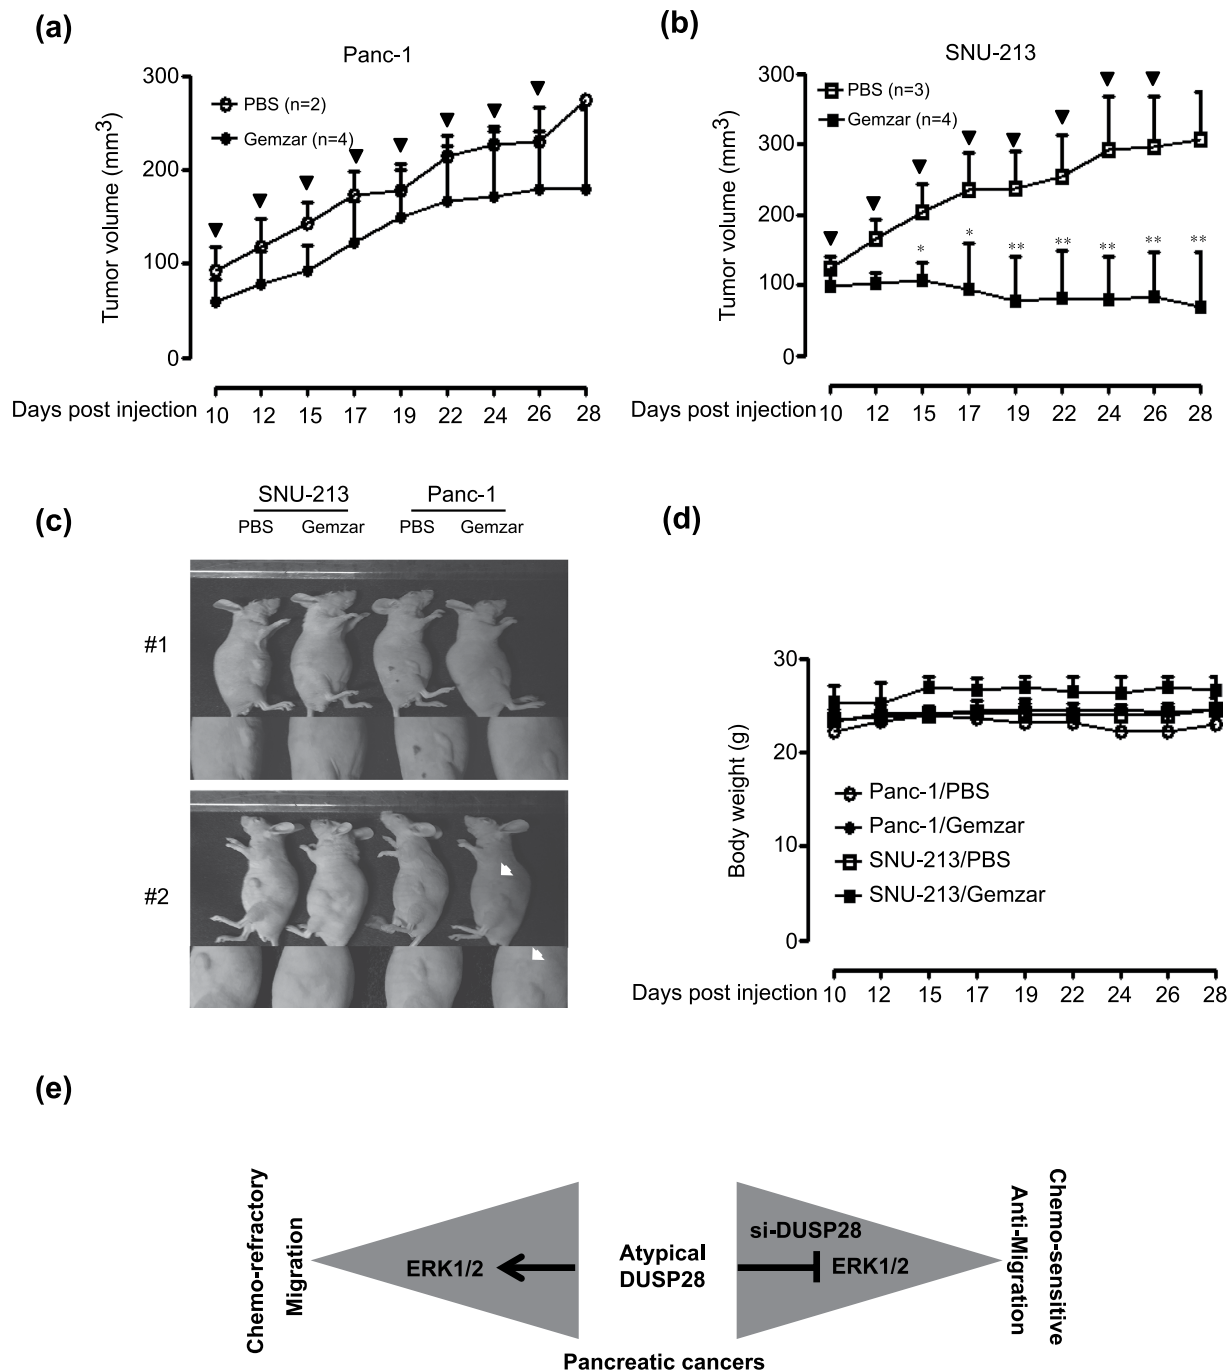 (a)
Panc-1
Tumor volume (mm3)
300
200
100
0
PBS (n=2)
Gemzar (n=4)
Days post injection
10 12 15 17 19 22 24 26 28
(b)
SNU-213
Tumor volume (mm3)
300
300
200
100
0
PBS (n=3)
Gemzar (n=4)
* * ** ** ** ** **
Days post injection
10 12 15 17 19 22 24 26 28
(c)
SNU-213 Panc-1
PBS Gemzar PBS Gemzar
#1
#2
(d)
Body weight (g)
30
20
10
0
Panc-1/PBS
Panc-1/Gemzar
SNU-213/PBS
SNU-213/Gemzar
Days post injection
10 12 15 17 19 22 24 26 28
(e)
Chemo-refractory
Migration
ERK1/2
Atypical
DUSP28
si-DUSP28
ERK1/2
Anti-Migration
Chemo-sensitive
Pancreatic cancers